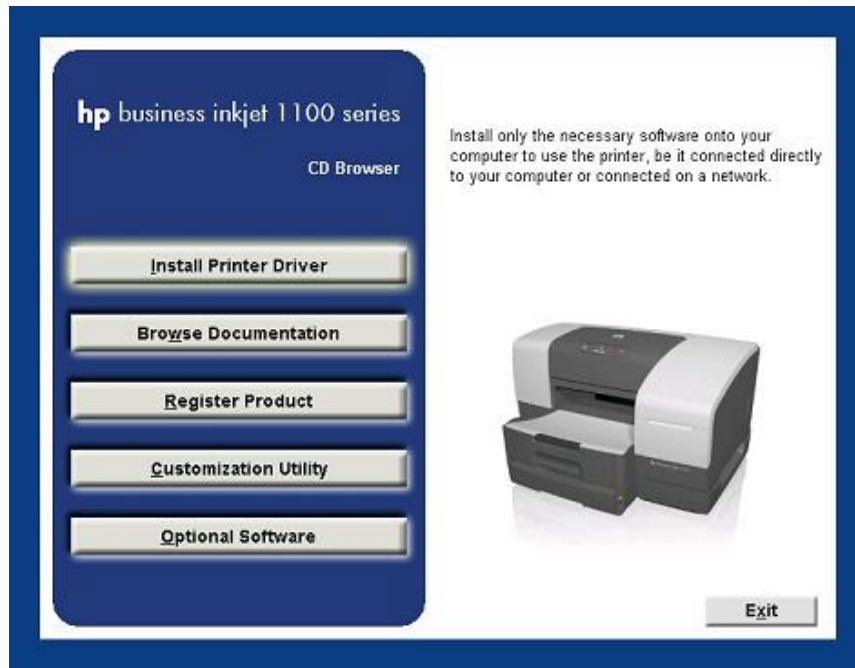 hp business inkjet 1100 series
CD Browser
Install only the necessary software onto your
computer to use the printer, be it connected directly
to your computer or connected on a network.
Install Printer Driver
Browse Documentation
Register Product
Customization Utility
Optional Software
Exit